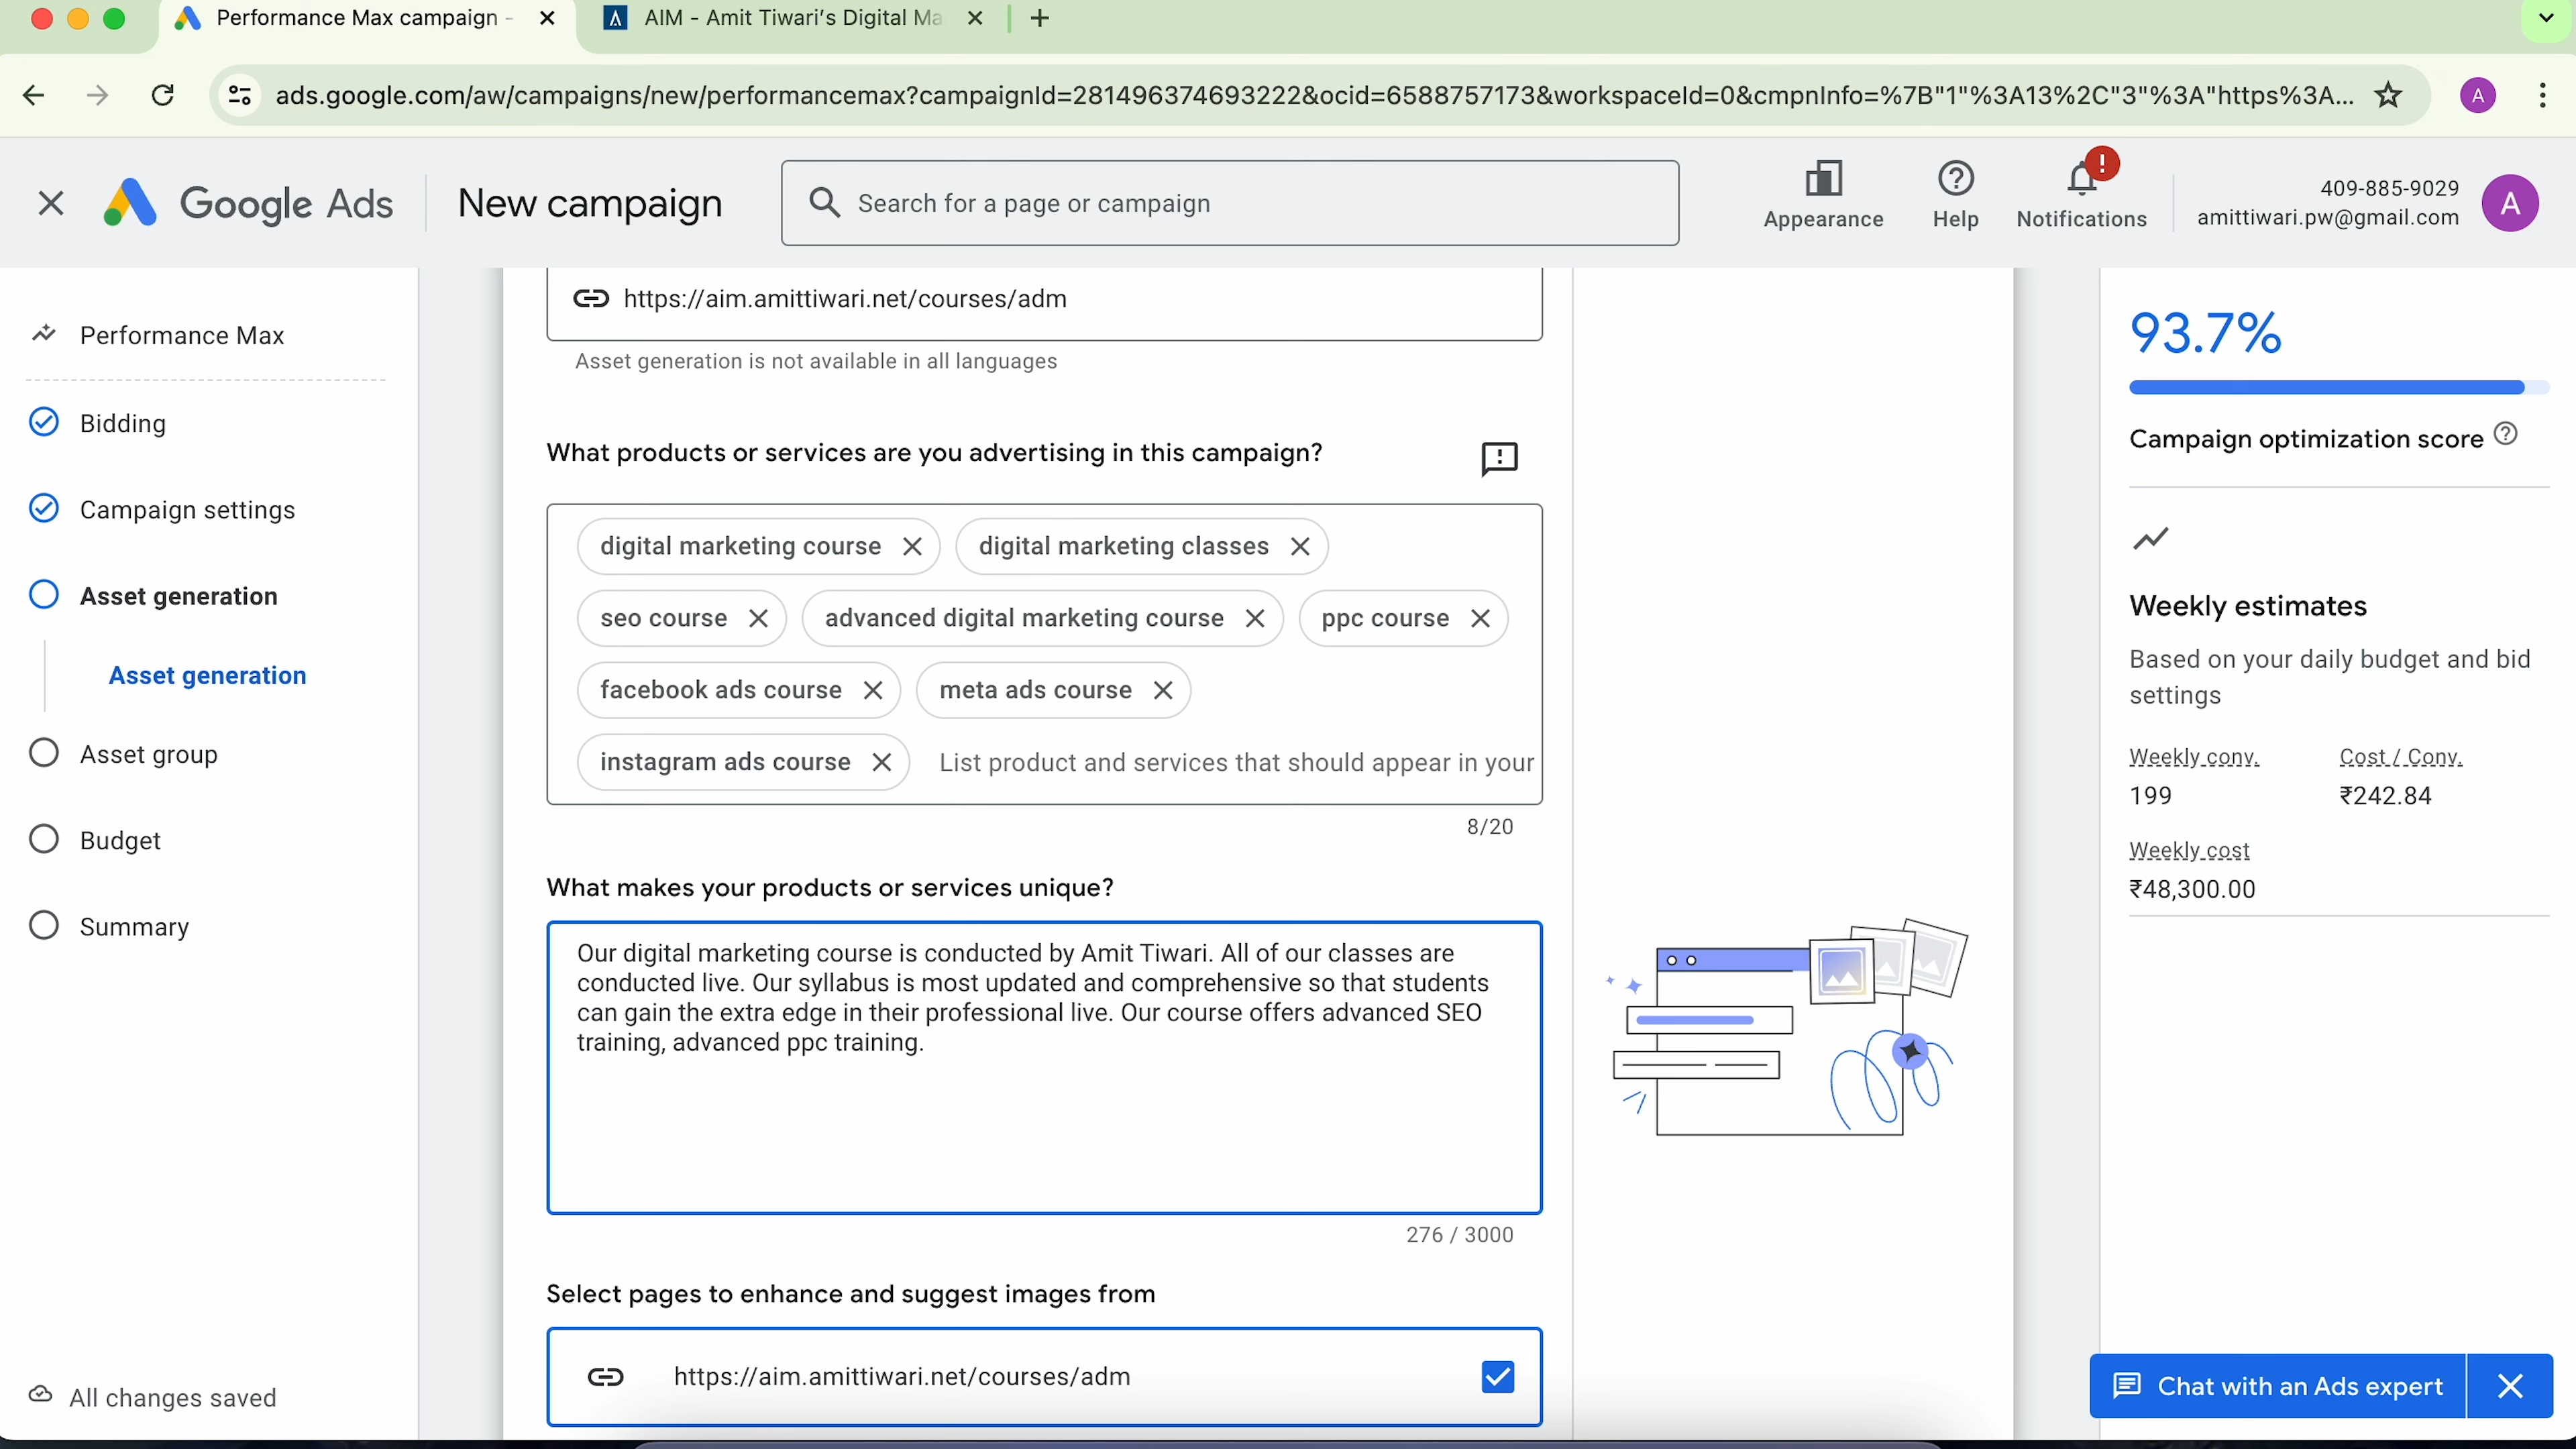 Performance Max campaign -
AIM - Amit Tiwari's Digital Ma
ads.google.com/aw/campaigns/new/performancemax?campaignId=281496374693222&ocid=6588757173&workspaceId=0&cmpnInfo=%7B"1"%3A13%2C"3"%3A"https%3A...
A
Google Ads
New campaign
Search for a page or campaign
Appearance
Help
Notifications
409-885-9029
amittiwari.pw@gmail.com
A
Performance Max
Bidding
Campaign settings
Asset generation
Asset generation
Asset group
Budget
Summary
All changes saved
https://aim.amittiwari.net/courses/adm
Asset generation is not available in all languages
What products or services are you advertising in this campaign?
digital marketing course
digital marketing classes
seo course
advanced digital marketing course
ppc course
facebook ads course
meta ads course
instagram ads course
List product and services that should appear in your
8/20
What makes your products or services unique?
Our digital marketing course is conducted by Amit Tiwari. All of our classes are
conducted live. Our syllabus is most updated and comprehensive so that students
can gain the extra edge in their professional live. Our course offers advanced SEO
training, advanced ppc training.
276 / 3000
Select pages to enhance and suggest images from
https://aim.amittiwari.net/courses/adm
93.7%
Campaign optimization score
Weekly estimates
Based on your daily budget and bid
settings
Weekly conv.
Cost / Conv.
199
₹242.84
Weekly cost
₹48,300.00
Chat with an Ads expert